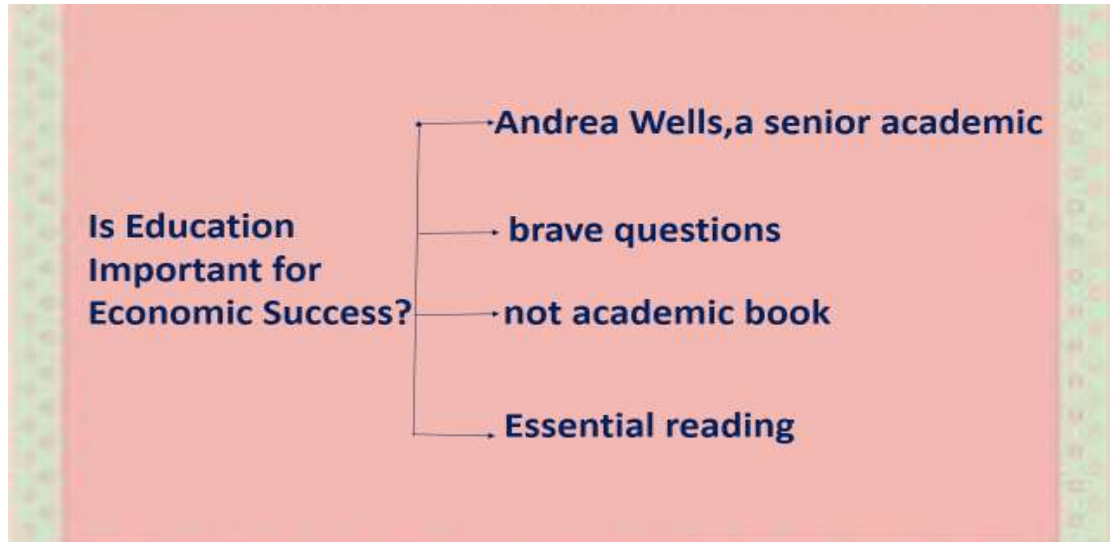 Andrea Wells,a senior academic
Is Education
Important for
Economic Success?
brave questions
not academic book
Essential reading